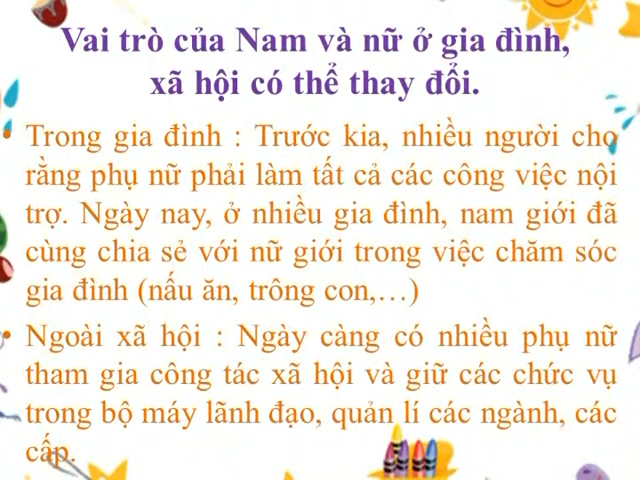 Vai trò của Nam và nữ ở gia đình,
xã hội có thể thay đổi.
• Trong gia đình : Trước kia, nhiều người cho
rằng phụ nữ phải làm tất cả các công việc nội
trợ. Ngày nay, ở nhiều gia đình, nam giới đã
cùng chia sẻ với nữ giới trong việc chăm sóc
gia đình (nấu ăn, trông con,…)
• Ngoài xã hội : Ngày càng có nhiều phụ nữ
tham gia công tác xã hội và giữ các chức vụ
trong bộ máy lãnh đạo, quản lí các ngành, các
cấp.